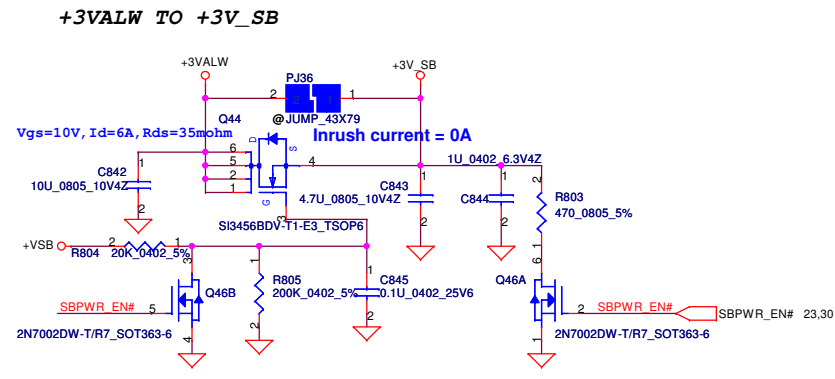 +3VALW TO +3V_SB
+3VALW
+3V_SB
PJ36
2 2 1 1
Q44
@ JUMP_43X79
Vgs=10V,Id=6A,Rds=35mohm
Inrush current = 0A
D
S
G
6
5
2
1
4
3
1U_0402_6.3V4Z
C842
10U_0805_10V4Z
1
2
C843
4.7U_0805_10V4Z
1
2
C844
1
2
R803
470_0805_5%
2
1
SI3456BDV-T1-E3_TSOP6
+VSB
2
1
R804 20K_0402_5%
Q46B
3
5
4
SBPWR_EN#
2N7002DW-T/R7_SOT363-6
R805
200K_0402_5%
1
2
C845
0.1U_0402_25V6
1
2
Q46A
6
2
1
SBPWR_EN#
SBPWR_EN# 23,30
2N7002DW-T/R7_SOT363-6